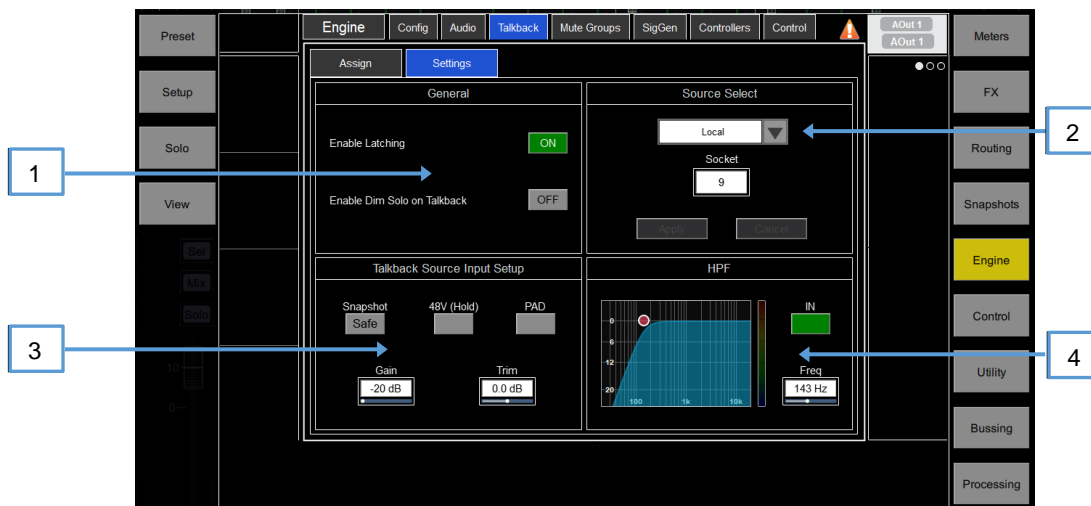 Preset
Setup
Solo
View
Sel
Mix
Solo
10
0
Engine Config Audio Talkback Mute Groups SigGen Controllers Control
Assign Settings
General
Enable Latching ON
Enable Dim Solo on Talkback OFF
Source Select
Local
Socket
9
Apply Cancel
Talkback Source Input Setup
Snapshot 48V (Hold) PAD
Safe
Gain Trim
-20 dB 0.0 dB
HPF
0
6
12
20
100 1k 10k
IN
Freq
143 Hz
AOut 1
AOut 1
Meters
FX
Routing
Snapshots
Engine
Control
Utility
Bussing
Processing
1
2
3
4